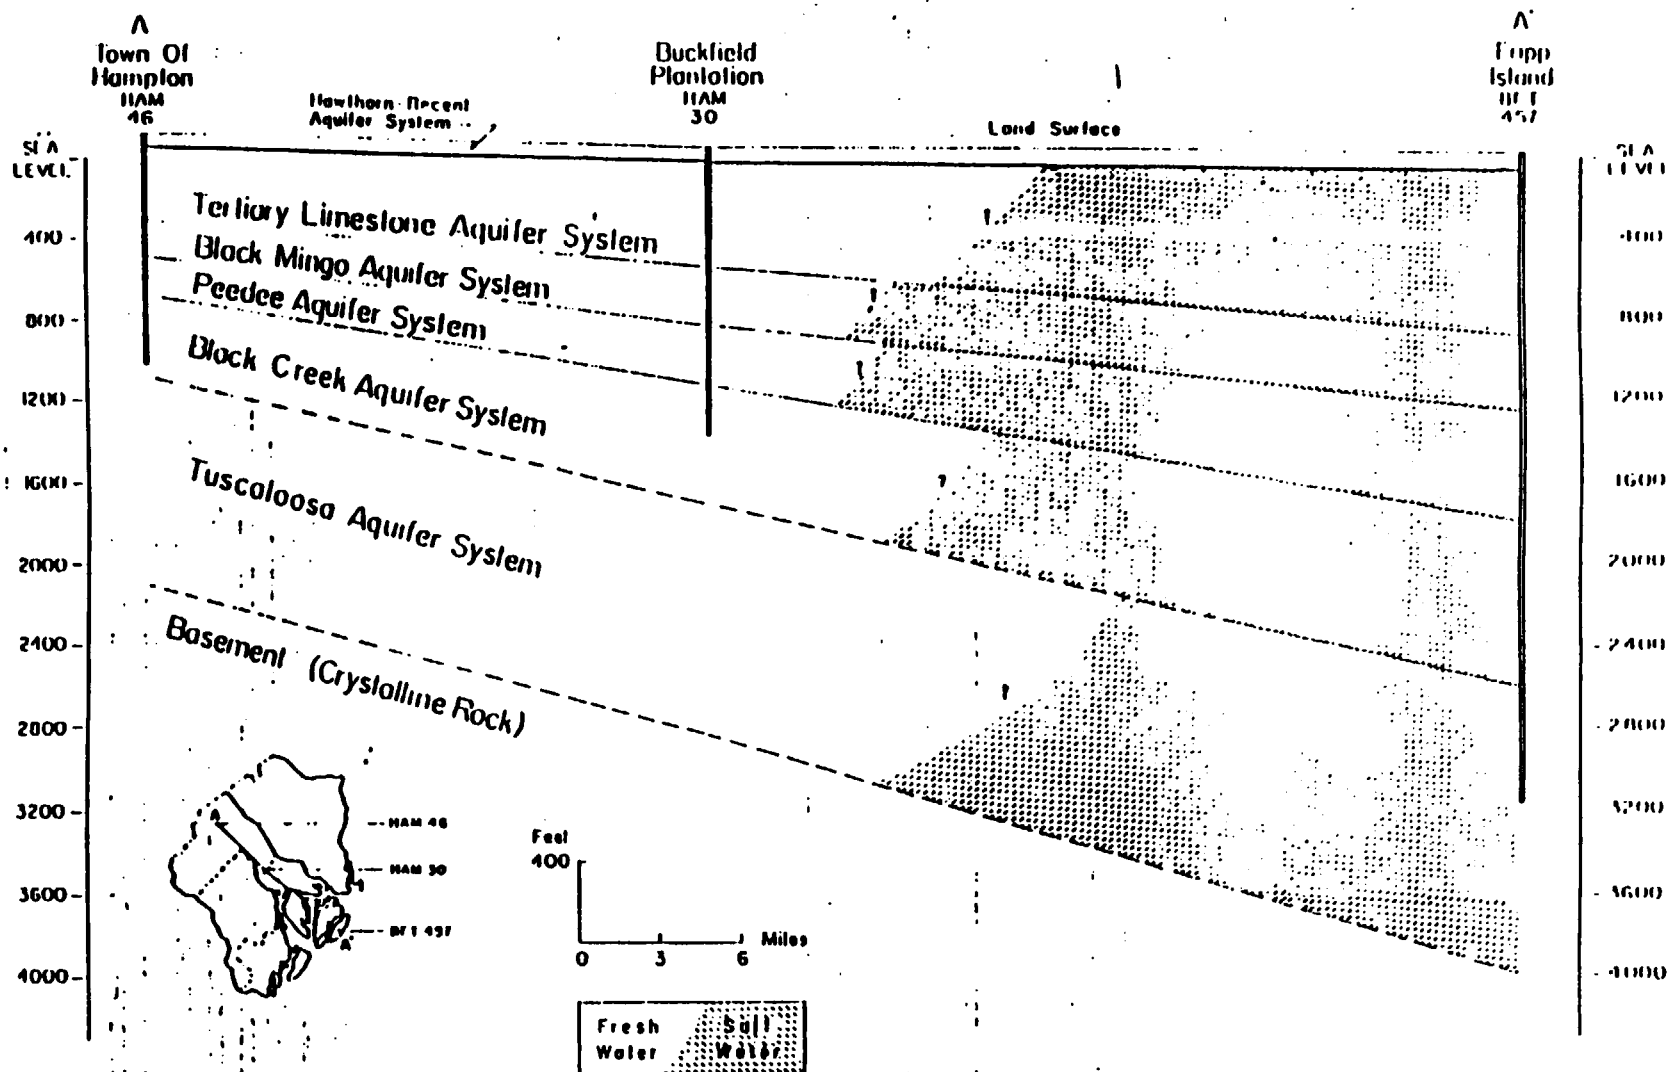 A
Town Of
Hampton
HAM
46
Buckfield
Plantation
HAM
30
A'
Fripp
Island
BFT
457
Hawthorn-Recent
Aquifer System
Land Surface
SEA
LEVEL
400
800
1200
1600
2000
2400
2800
3200
3600
4000
Tertiary Limestone Aquifer System
Black Mingo Aquifer System
Peedee Aquifer System
Black Creek Aquifer System
Tuscaloosa Aquifer System
Basement (Crystalline Rock)
?
?
?
?
?
SEA
LEVEL
400
800
1200
1600
2000
2400
2800
3200
3600
4000
A
HAM 46
HAM 30
BFT 457
A'
Feet
400
0 3 6 Miles
Fresh Salt
Water Water